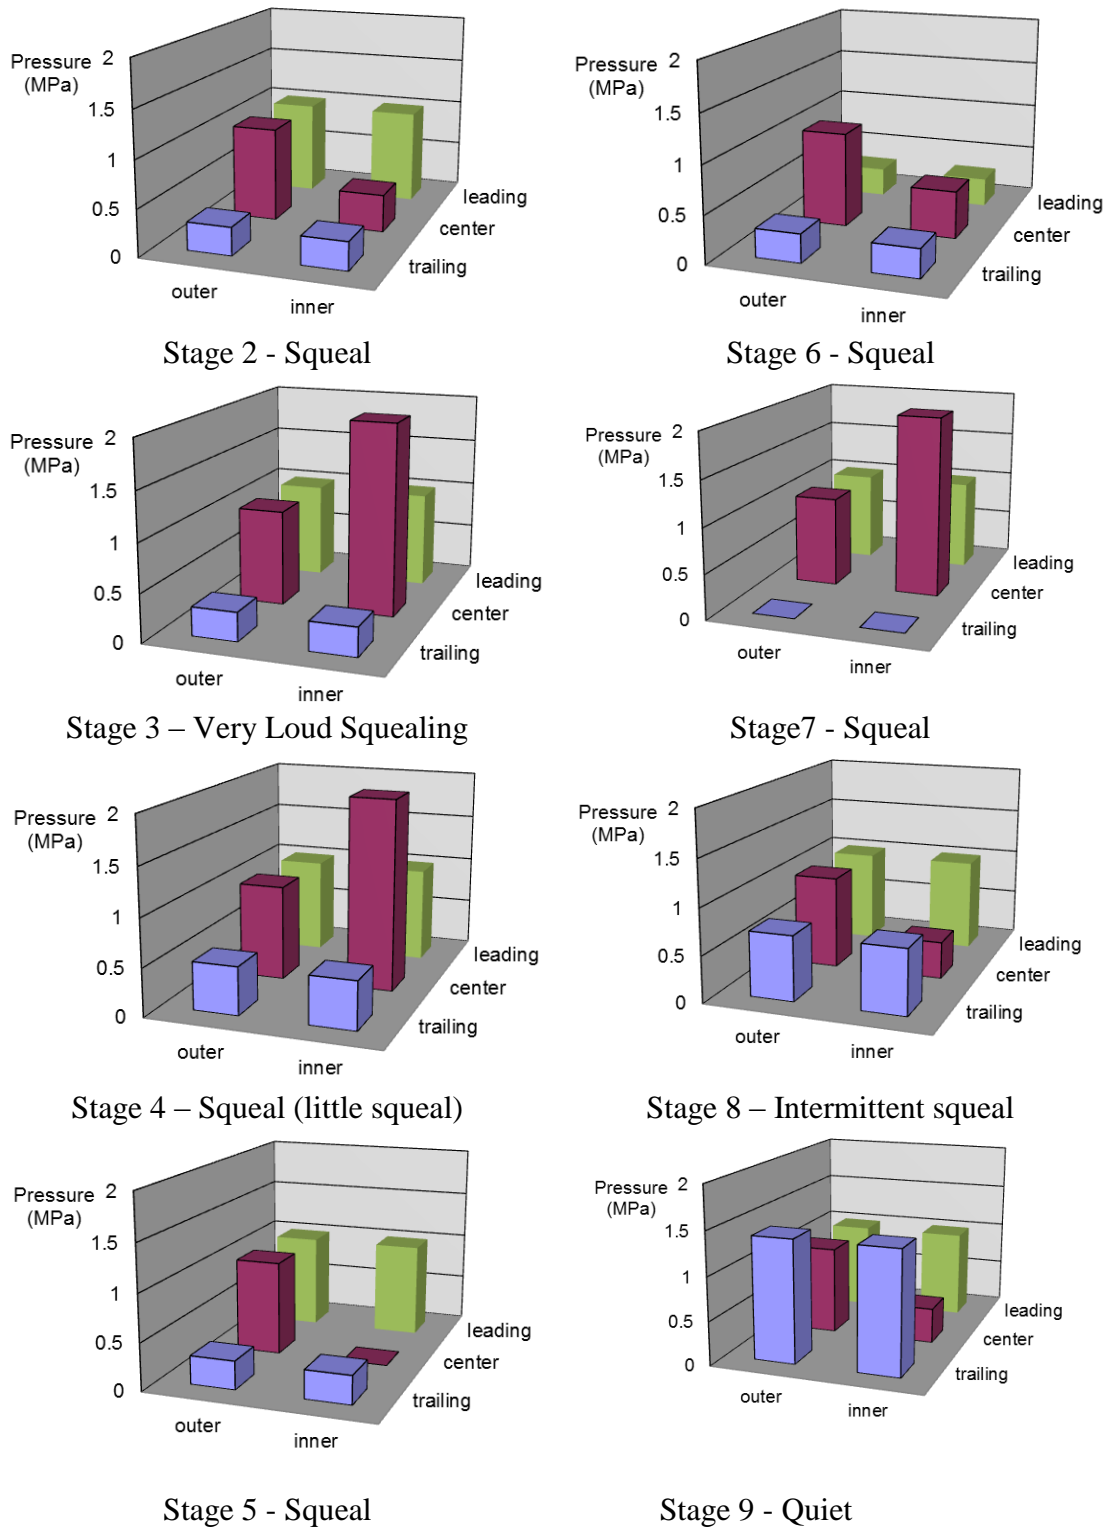 Pressure 2
(MPa)
1.5
1
0.5
0
leading
center
trailing
outer
inner
Stage 2 - Squeal
Pressure 2
(MPa)
1.5
1
0.5
0
leading
center
trailing
outer
inner
Stage 6 - Squeal
Pressure 2
(MPa)
1.5
1
0.5
0
leading
center
trailing
outer
inner
Stage 3 – Very Loud Squealing
Pressure 2
(MPa)
1.5
1
0.5
0
leading
center
trailing
outer
inner
Stage7 - Squeal
Pressure 2
(MPa)
1.5
1
0.5
0
leading
center
trailing
outer
inner
Stage 4 – Squeal (little squeal)
Pressure 2
(MPa)
1.5
1
0.5
0
leading
center
trailing
outer
inner
Stage 8 – Intermittent squeal
Pressure 2
(MPa)
1.5
1
0.5
0
leading
center
trailing
outer
inner
Stage 5 - Squeal
Pressure 2
(MPa)
1.5
1
0.5
0
leading
center
trailing
outer
inner
Stage 9 - Quiet